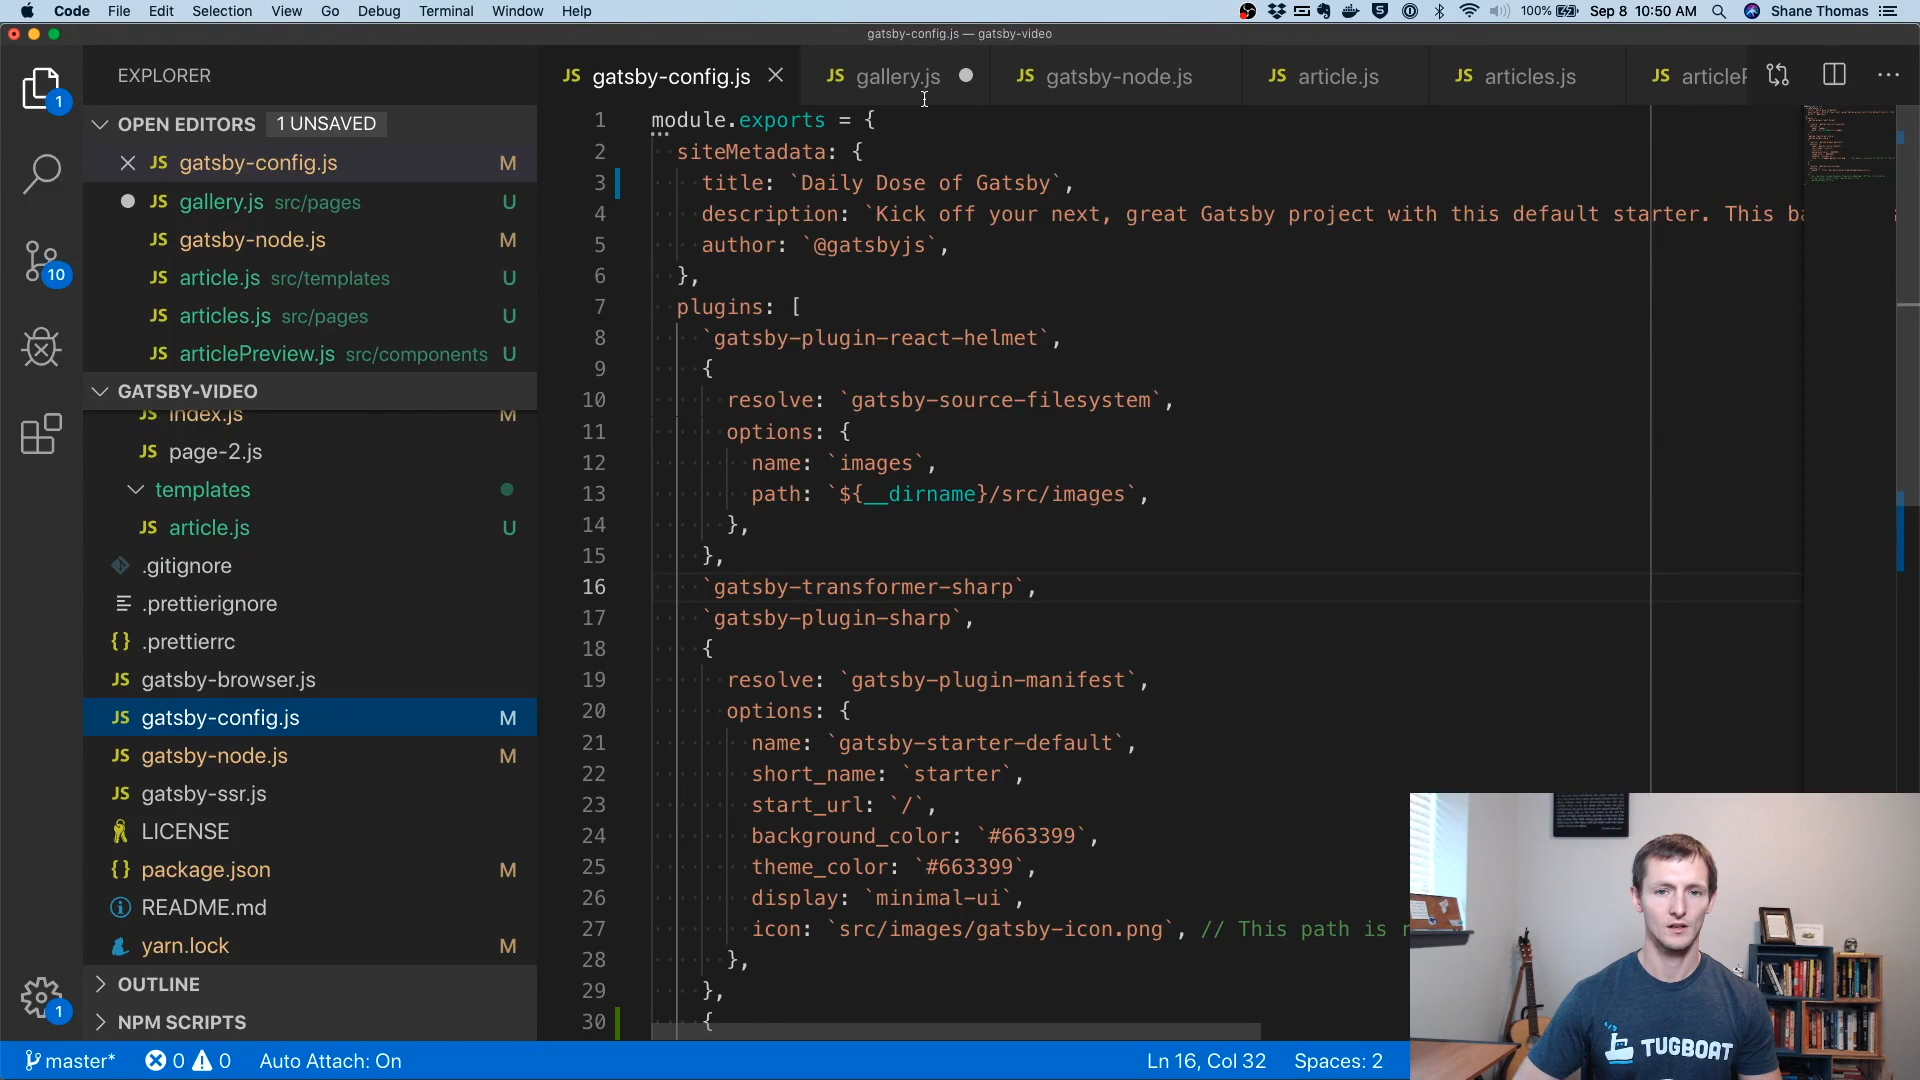 Code File Edit Selection View Go Debug Terminal Window Help 100% Sep 8 10:50 AM Shane Thomas
gatsby-config.js — gatsby-video
EXPLORER
OPEN EDITORS 1 UNSAVED
JS gatsby-config.js M
JS gallery.js src/pages U
JS gatsby-node.js M
JS article.js src/templates U
JS articles.js src/pages U
JS articlePreview.js src/components U
GATSBY-VIDEO
JS index.js M
JS page-2.js
templates
JS article.js U
.gitignore
.prettierignore
{} .prettierrc
JS gatsby-browser.js
JS gatsby-config.js M
JS gatsby-node.js M
JS gatsby-ssr.js
LICENSE
{} package.json M
README.md
yarn.lock M
OUTLINE
NPM SCRIPTS
1
10
1
JS gatsby-config.js JS gallery.js JS gatsby-node.js JS article.js JS articles.js JS articleP
1 module.exports = {
2 siteMetadata: {
3 title: `Daily Dose of Gatsby`,
4 description: `Kick off your next, great Gatsby project with this default starter. This ba
5 author: `@gatsbyjs`,
6 },
7 plugins: [
8 `gatsby-plugin-react-helmet`,
9 {
10 resolve: `gatsby-source-filesystem`,
11 options: {
12 name: `images`,
13 path: `${__dirname}/src/images`,
14 },
15 },
16 `gatsby-transformer-sharp`,
17 `gatsby-plugin-sharp`,
18 {
19 resolve: `gatsby-plugin-manifest`,
20 options: {
21 name: `gatsby-starter-default`,
22 short_name: `starter`,
23 start_url: `/`,
24 background_color: `#663399`,
25 theme_color: `#663399`,
26 display: `minimal-ui`,
27 icon: `src/images/gatsby-icon.png`, // This path is r
28 },
29 },
30 {
TUGBOAT
master* 0 0 Auto Attach: On Ln 16, Col 32 Spaces: 2